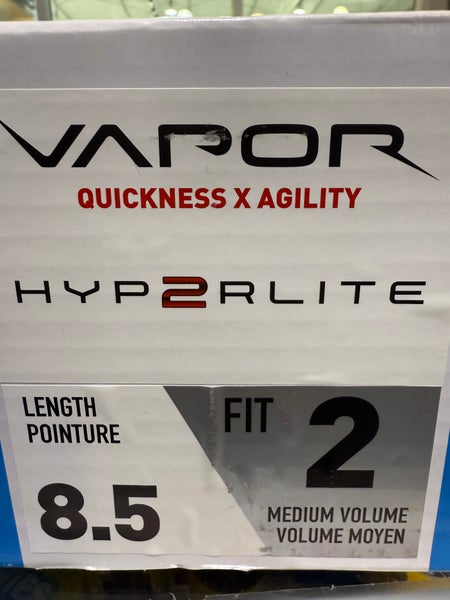 VAPOR
QUICKNESS X AGILITY
HYP2RLITE
LENGTH
POINTURE
8.5
FIT
2
MEDIUM VOLUME
VOLUME MOYEN